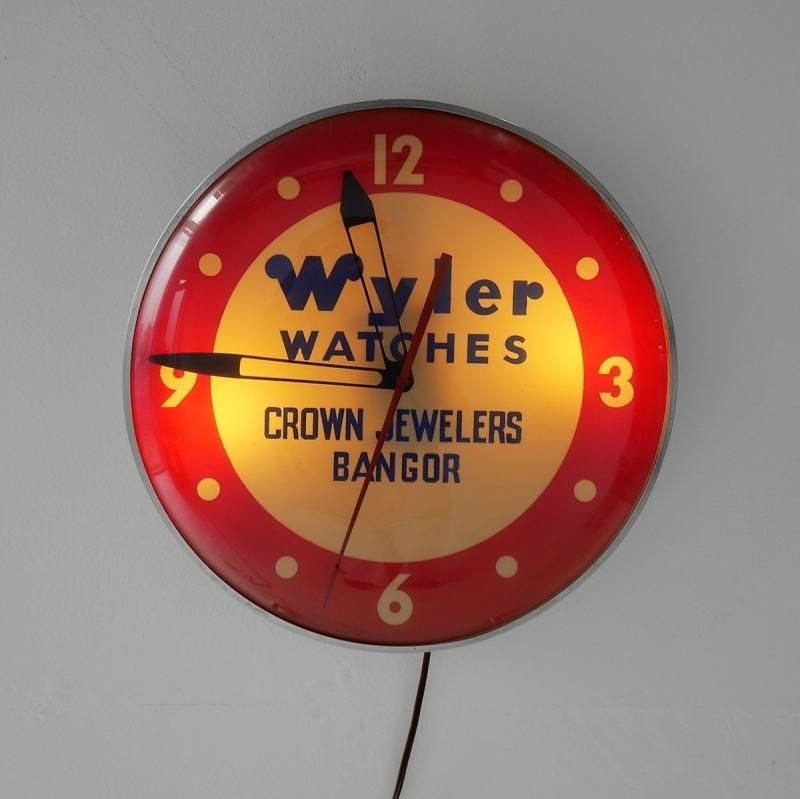 12
Wyler
WATCHES
9 3
CROWN JEWELERS
BANGOR
6